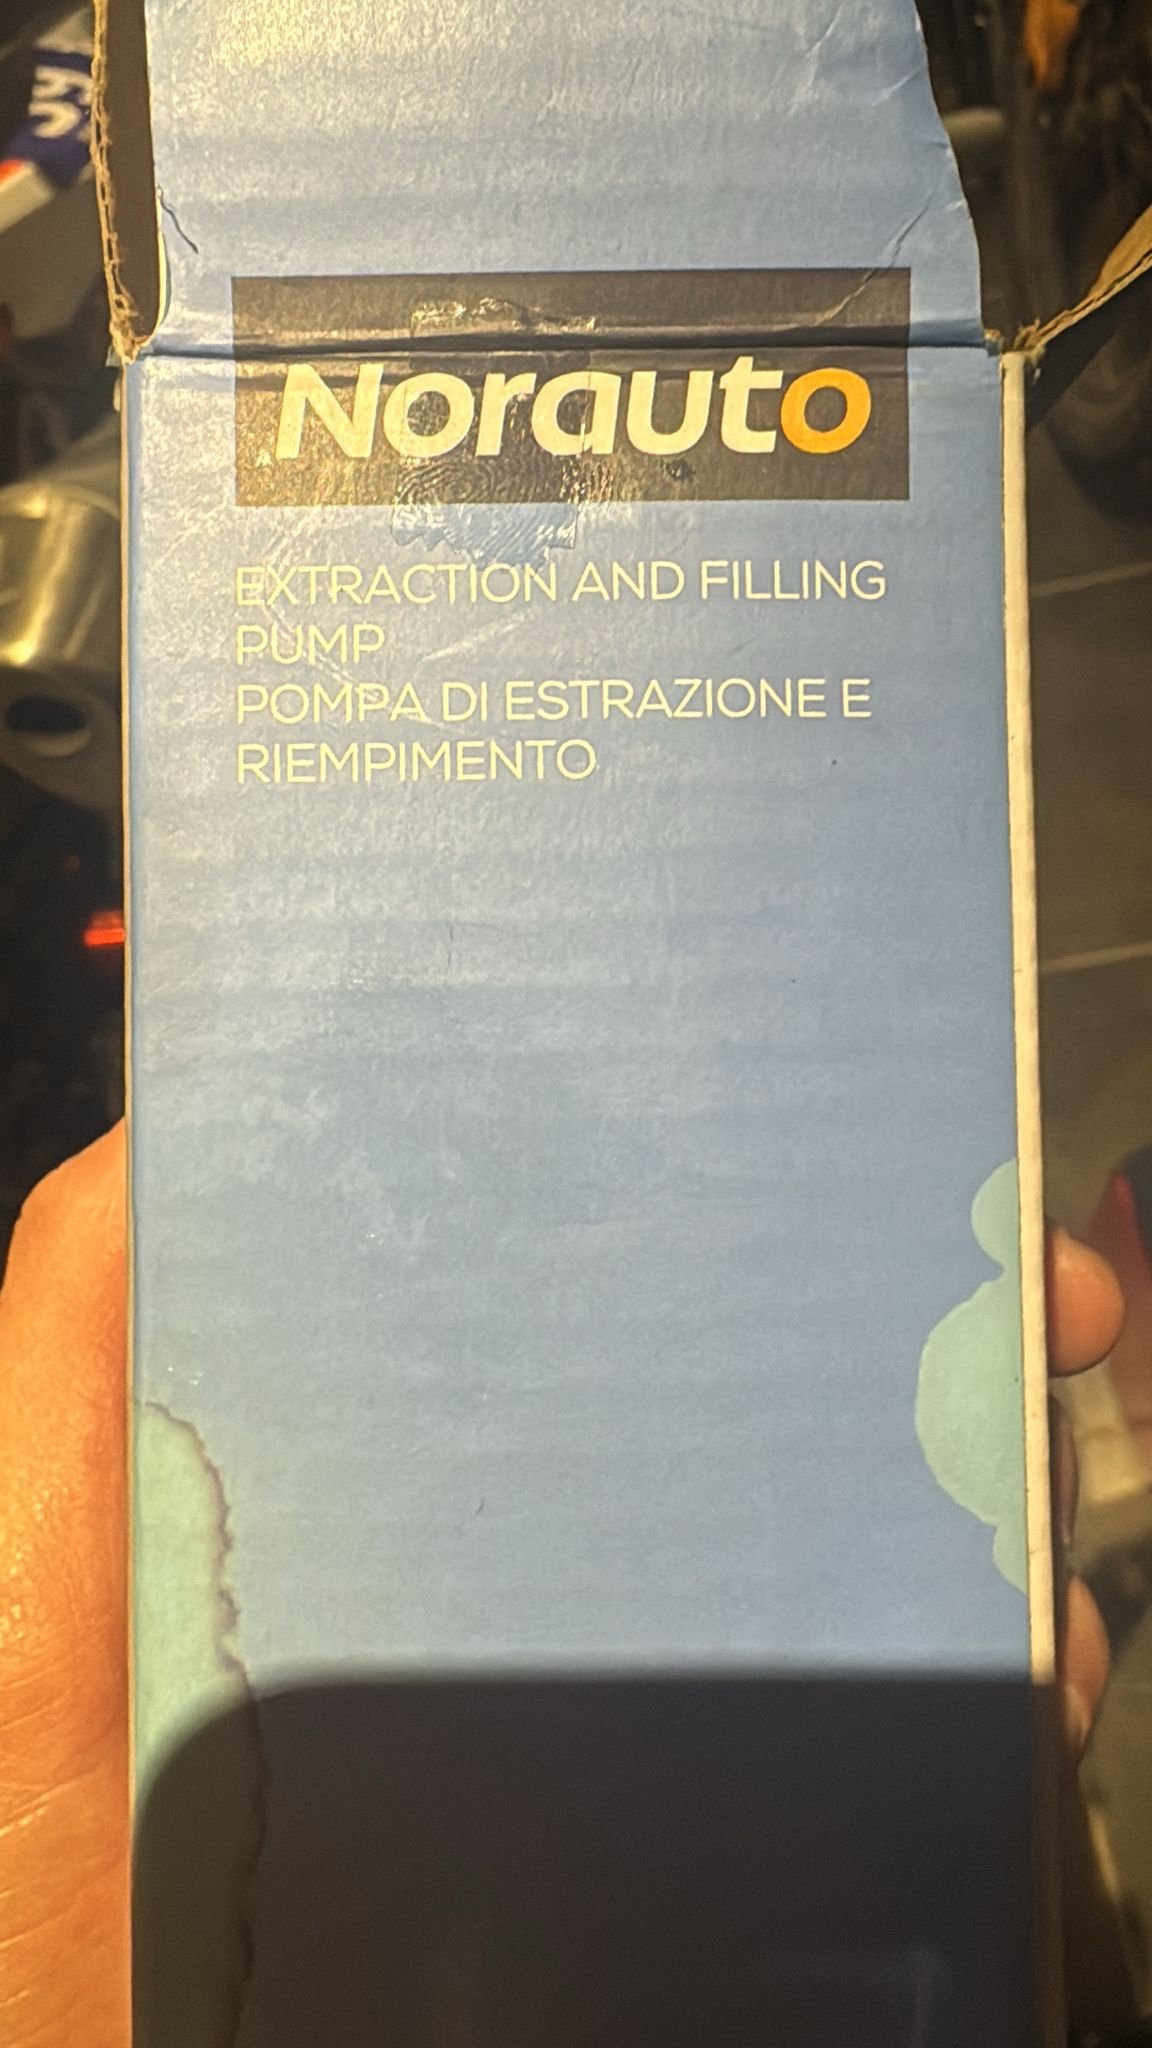 Norauto
EXTRACTION AND FILLING
PUMP
POMPA DI ESTRAZIONE E
RIEMPIMENTO